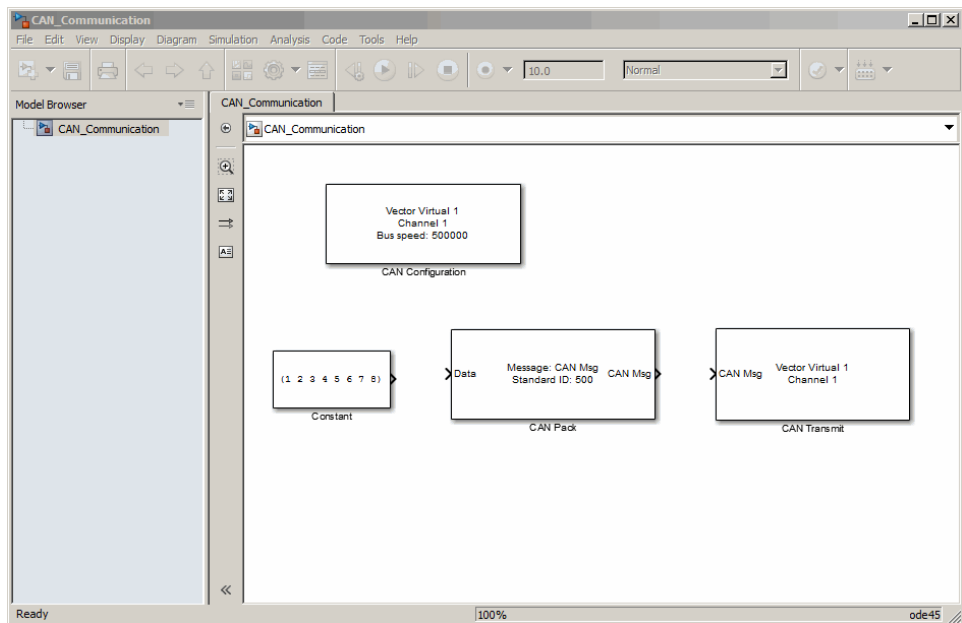 CAN_Communication
File Edit View Display Diagram Simulation Analysis Code Tools Help
10.0
Normal
Model Browser
CAN_Communication
CAN_Communication
CAN_Communication
Vector Virtual 1
Channel 1
Bus speed: 500000
CAN Configuration
(1 2 3 4 5 6 7 8)
Constant
Data
Message: CAN Msg
Standard ID: 500
CAN Msg
CAN Pack
CAN Msg
Vector Virtual 1
Channel 1
CAN Transmit
Ready
100%
ode45